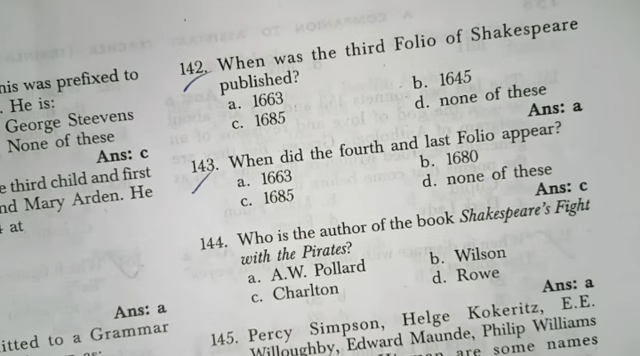 nis was prefixed to
. He is:
George Steevens
None of these
Ans: c
e third child and first
nd Mary Arden. He
at
Ans: a
itted to a Grammar
142. When was the third Folio of Shakespeare
published?
a. 1663 b. 1645
c. 1685 d. none of these
Ans: a
143. When did the fourth and last Folio appear?
a. 1663 b. 1680
c. 1685 d. none of these
Ans: c
144. Who is the author of the book Shakespeare's Fight
with the Pirates?
a. A.W. Pollard b. Wilson
c. Charlton d. Rowe
Ans: a
145. Percy Simpson, Helge Kokeritz, E.E.
Willoughby, Edward Maunde, Philip Williams
are some names